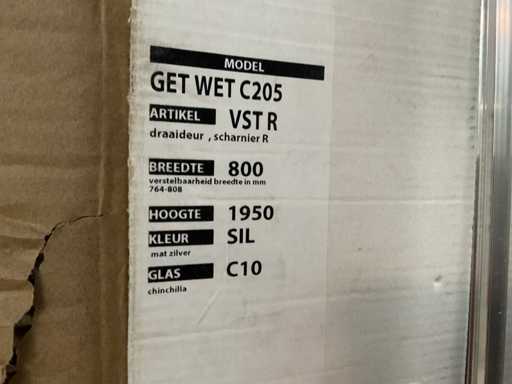 MODEL
GET WET C205
ARTIKEL VST R
draaideur , scharnier R
BREEDTE 800
verstelbaarheid breedte in mm
764-808
HOOGTE 1950
KLEUR SIL
mat zilver
GLAS C10
chinchilla